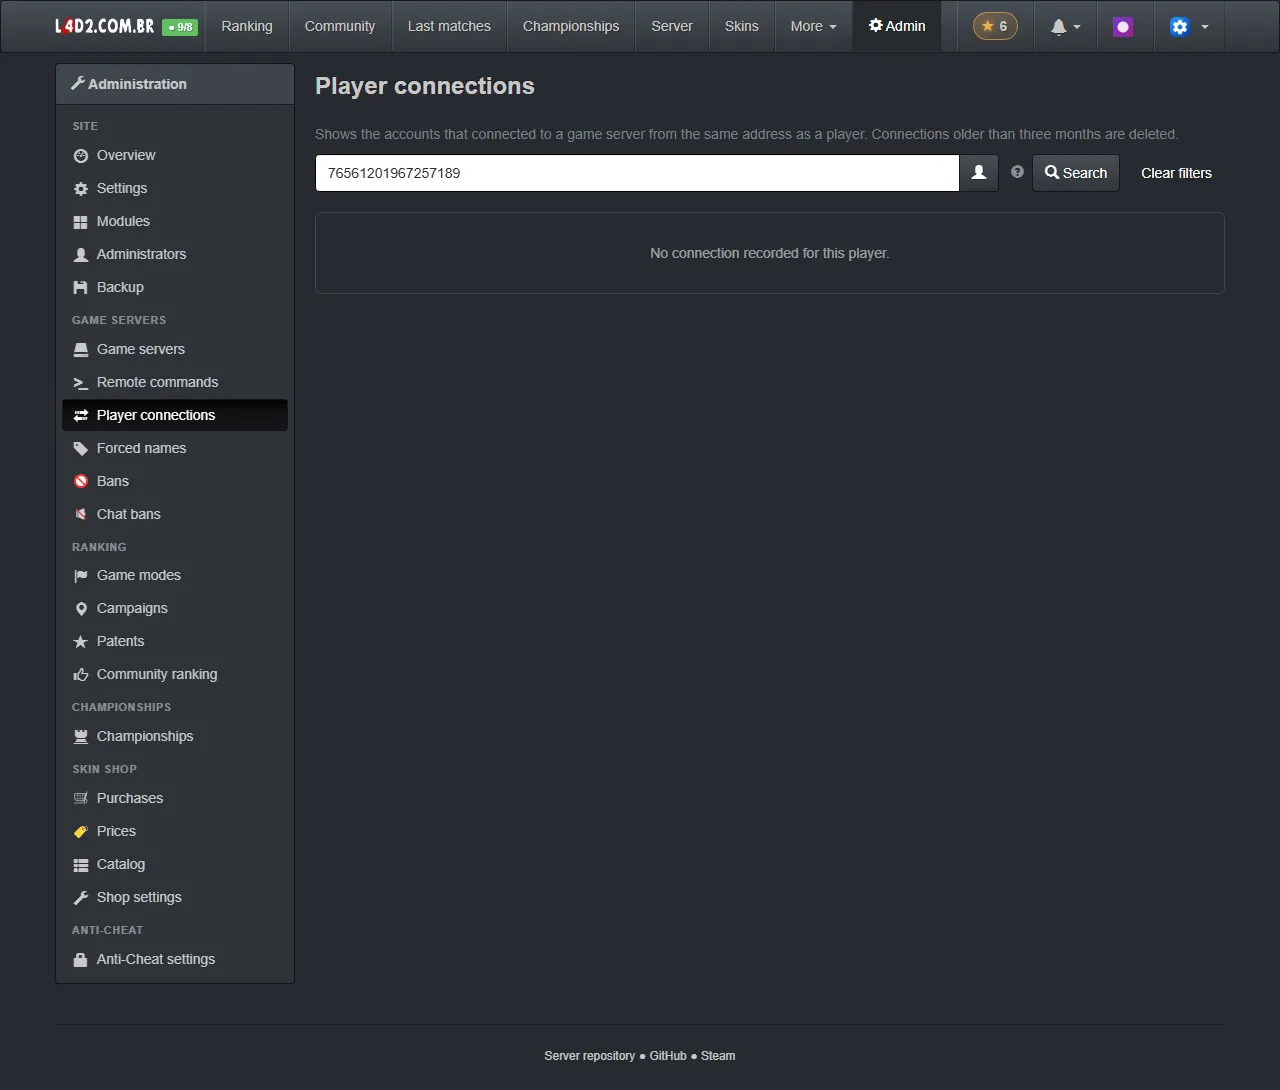 L4D2.COM.BR
9/8
Ranking
Community
Last matches
Championships
Server
Skins
More
Admin
6
Administration
SITE
Overview
Settings
Modules
Administrators
Backup
GAME SERVERS
Game servers
Remote commands
Player connections
Forced names
Bans
Chat bans
RANKING
Game modes
Campaigns
Patents
Community ranking
CHAMPIONSHIPS
Championships
SKIN SHOP
Purchases
Prices
Catalog
Shop settings
ANTI-CHEAT
Anti-Cheat settings
Player connections
Shows the accounts that connected to a game server from the same address as a player. Connections older than three months are deleted.
76561201967257189
?
Search
Clear filters
No connection recorded for this player.
Server repository ● GitHub ● Steam